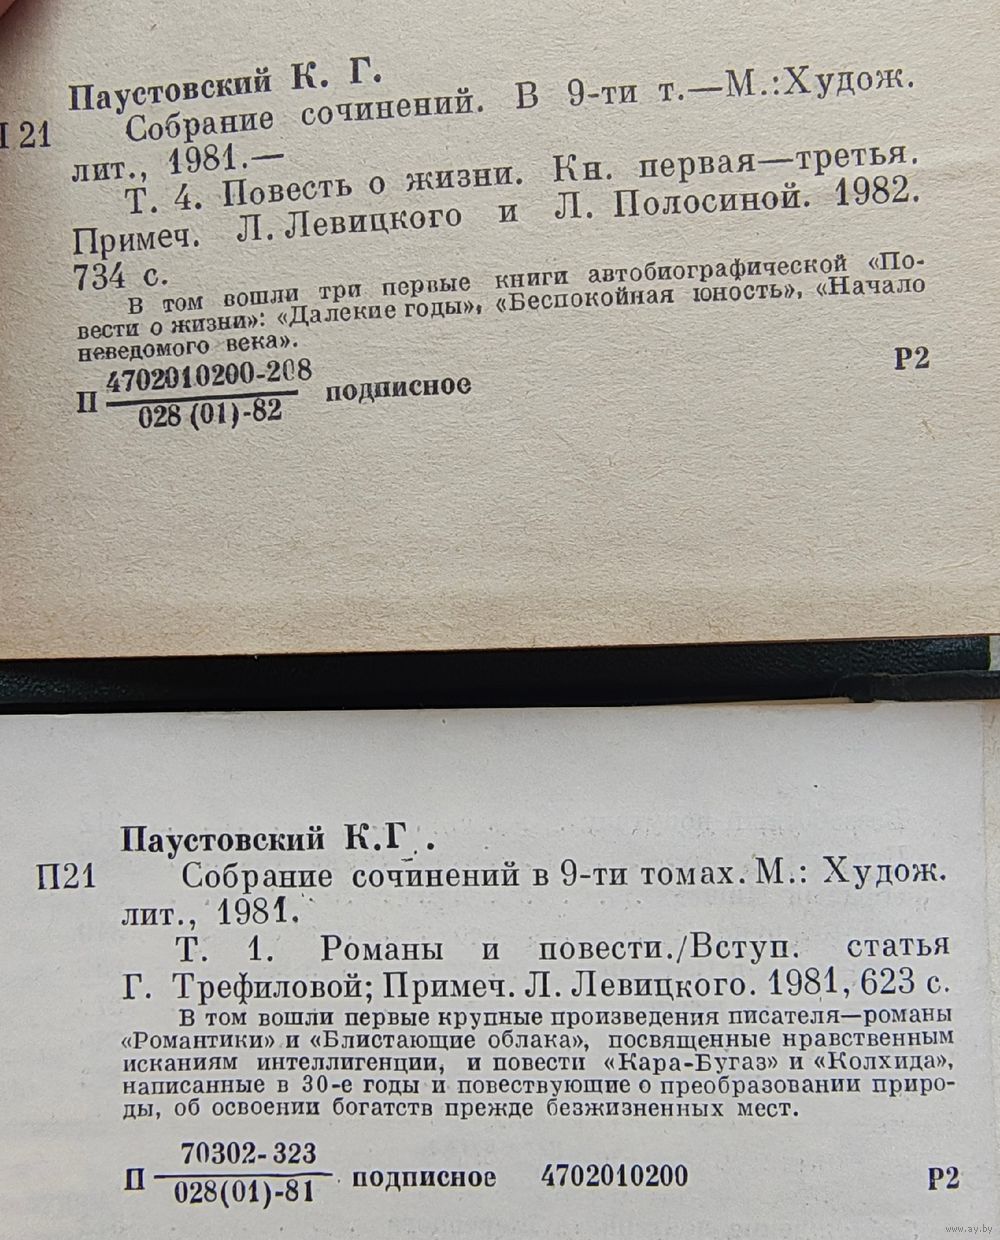 Паустовский К. Г.
П 21 Собрание сочинений. В 9-ти т.—М.:Худож.
лит., 1981.—
Т. 4. Повесть о жизни. Кн. первая—третья.
Примеч. Л. Левицкого и Л. Полосиной. 1982.
734 с.
В том вошли три первые книги автобиографической «По-
вести о жизни»: «Далекие годы», «Беспокойная юность», «Начало
неведомого века».
4702010200-208
П подписное Р2
028 (01)-82
Паустовский К.Г.
П21 Собрание сочинений в 9-ти томах. М.: Худож.
лит., 1981.
Т. 1. Романы и повести./Вступ. статья
Г. Трефиловой; Примеч. Л. Левицкого. 1981, 623 с.
В том вошли первые крупные произведения писателя—романы
«Романтики» и «Блистающие облака», посвященные нравственным
исканиям интеллигенции, и повести «Кара-Бугаз» и «Колхида»,
написанные в 30-е годы и повествующие о преобразовании приро-
ды, об освоении богатств прежде безжизненных мест.
70302-323
П подписное 4702010200 Р2
028(01)-81
www.ay.by